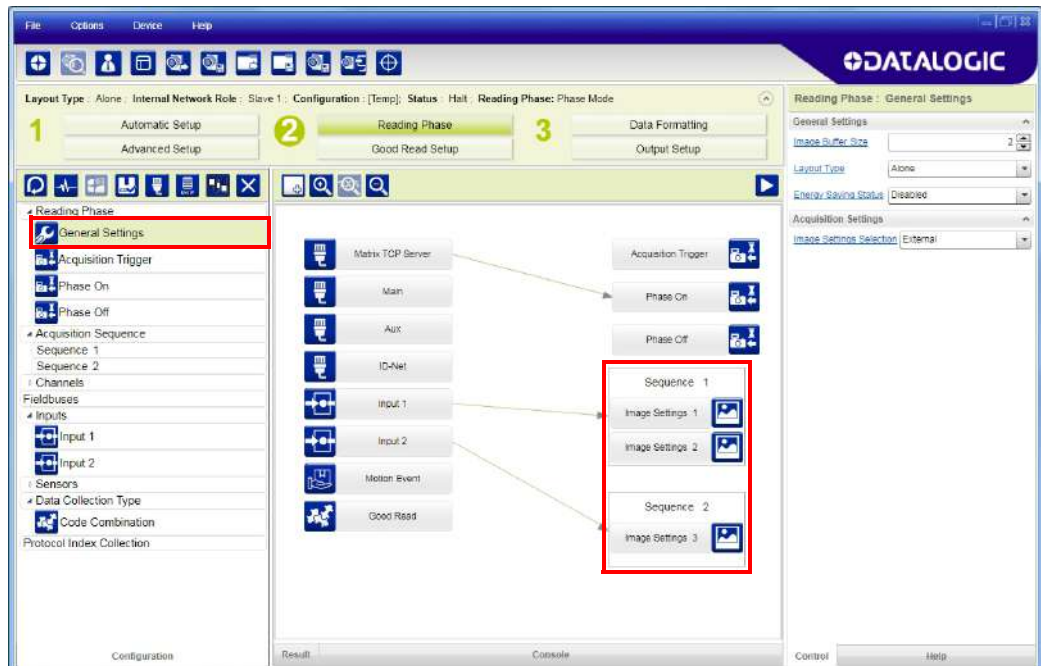 File Options Device Help
DATALOGIC
Layout Type : Alone : Internal Network Role : Slave 1 : Configuration : [Temp]; Status : Halt : Reading Phase: Phase Mode
1 Automatic Setup 2 Reading Phase 3 Data Formatting
Advanced Setup Good Read Setup Output Setup
Reading Phase
General Settings
Acquisition Trigger
Phase On
Phase Off
Acquisition Sequence
Sequence 1
Sequence 2
Channels
Fieldbuses
Inputs
Input 1
Input 2
Sensors
Data Collection Type
Code Combination
Protocol Index Collection
Configuration
Matrix TCP Server
Main
Aux
ID-Net
Input 1
Input 2
Motion Event
Good Read
Acquisition Trigger
Phase On
Phase Off
Sequence 1
Image Settings 1
Image Settings 2
Sequence 2
Image Settings 3
Result Console
Reading Phase : General Settings
General Settings
Image Buffer Size 2
Layout Type Alone
Energy Saving Status Disabled
Acquisition Settings
Image Settings Selection External
Control Help